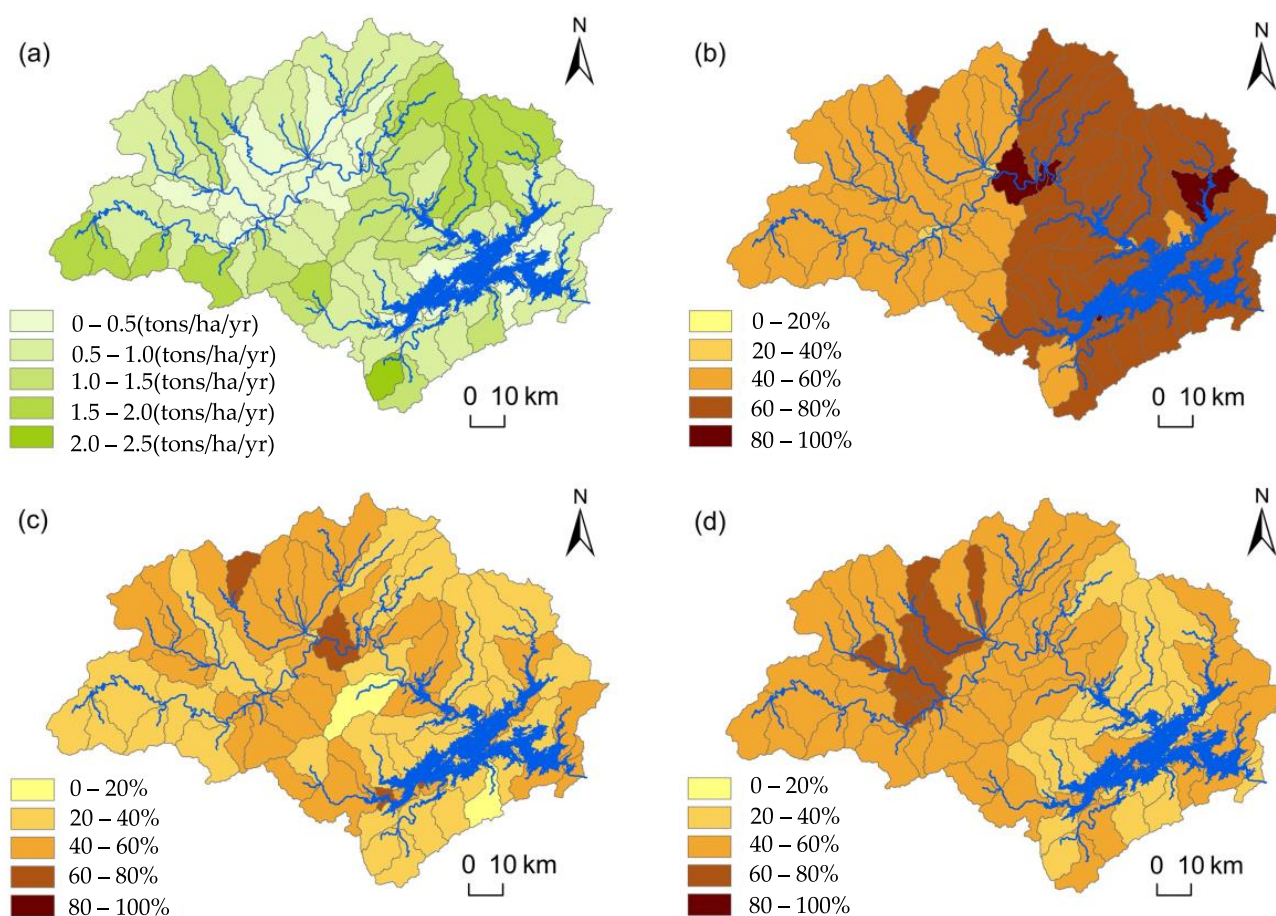 (a)
N
0 – 0.5(tons/ha/yr)
0.5 – 1.0(tons/ha/yr)
1.0 – 1.5(tons/ha/yr)
1.5 – 2.0(tons/ha/yr)
2.0 – 2.5(tons/ha/yr)
0 10 km
(b)
N
0 – 20%
20 – 40%
40 – 60%
60 – 80%
80 – 100%
0 10 km
(c)
N
0 – 20%
20 – 40%
40 – 60%
60 – 80%
80 – 100%
0 10 km
(d)
N
0 – 20%
20 – 40%
40 – 60%
60 – 80%
80 – 100%
0 10 km